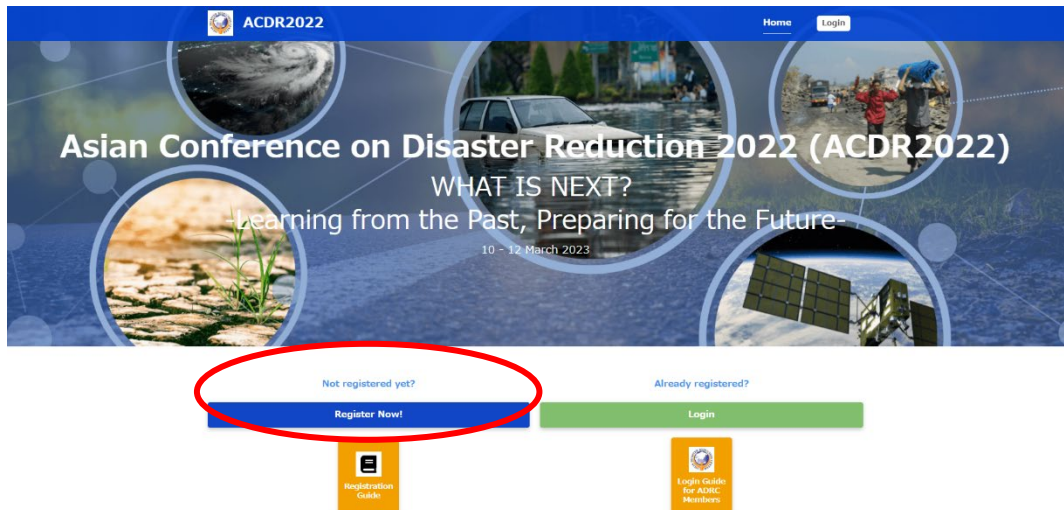 ACDR2022
Home
Login
Asian Conference on Disaster Reduction 2022 (ACDR2022)
WHAT IS NEXT?
-Learning from the Past, Preparing for the Future-
10 - 12 March 2023
Not registered yet?
Already registered?
Register Now!
Login
Registration
Guide
Login Guide
for ADRC
Members